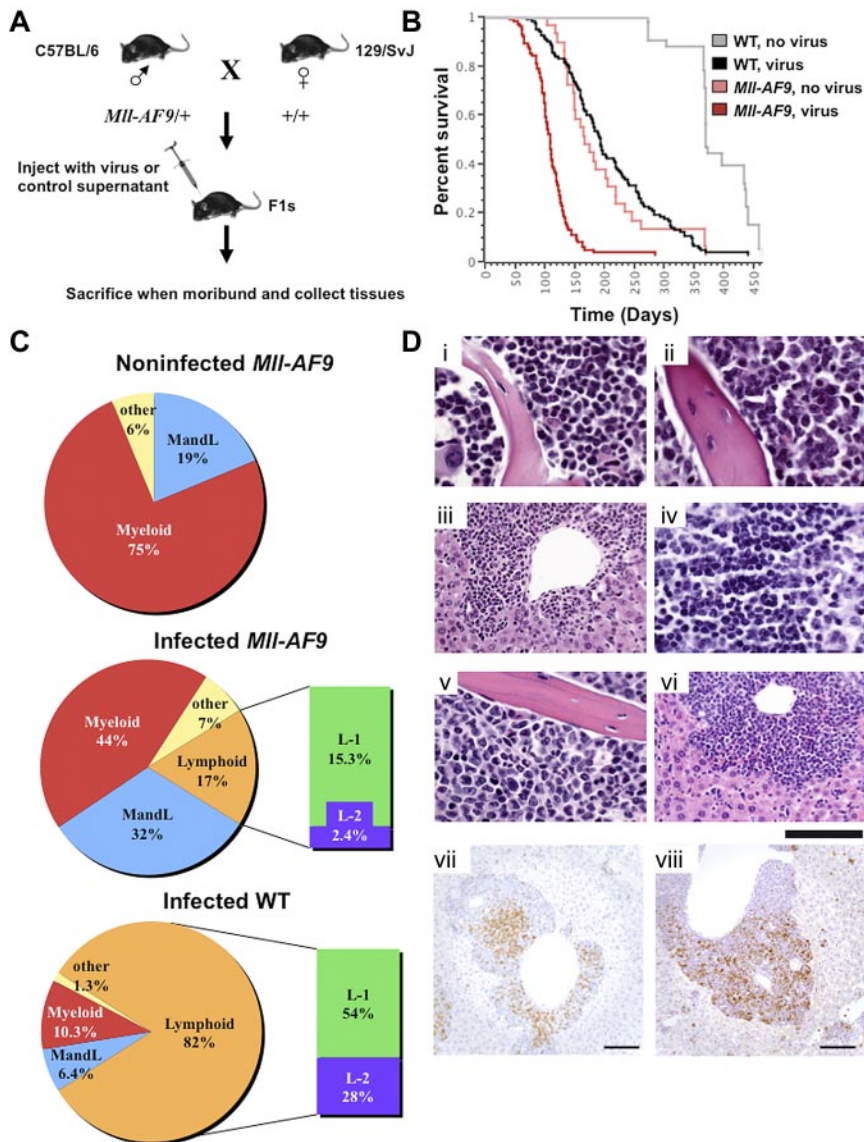 A
C57BL/6
129/SvJ
♂
X
♀
Mll-AF9/+
+/+
Inject with virus or
control supernatant
F1s
Sacrifice when moribund and collect tissues
B
Percent survival
1
0.8
0.6
0.4
0.2
0
0
50
100
150
200
250
300
350
400
450
Time (Days)
WT, no virus
WT, virus
Mll-AF9, no virus
Mll-AF9, virus
C
Noninfected Mll-AF9
other
6%
MandL
19%
Myeloid
75%
Infected Mll-AF9
Myeloid
44%
other
7%
Lymphoid
17%
MandL
32%
L-1
15.3%
L-2
2.4%
Infected WT
other
1.3%
Myeloid
10.3%
MandL
6.4%
Lymphoid
82%
L-1
54%
L-2
28%
D
i
ii
iii
iv
v
vi
vii
viii